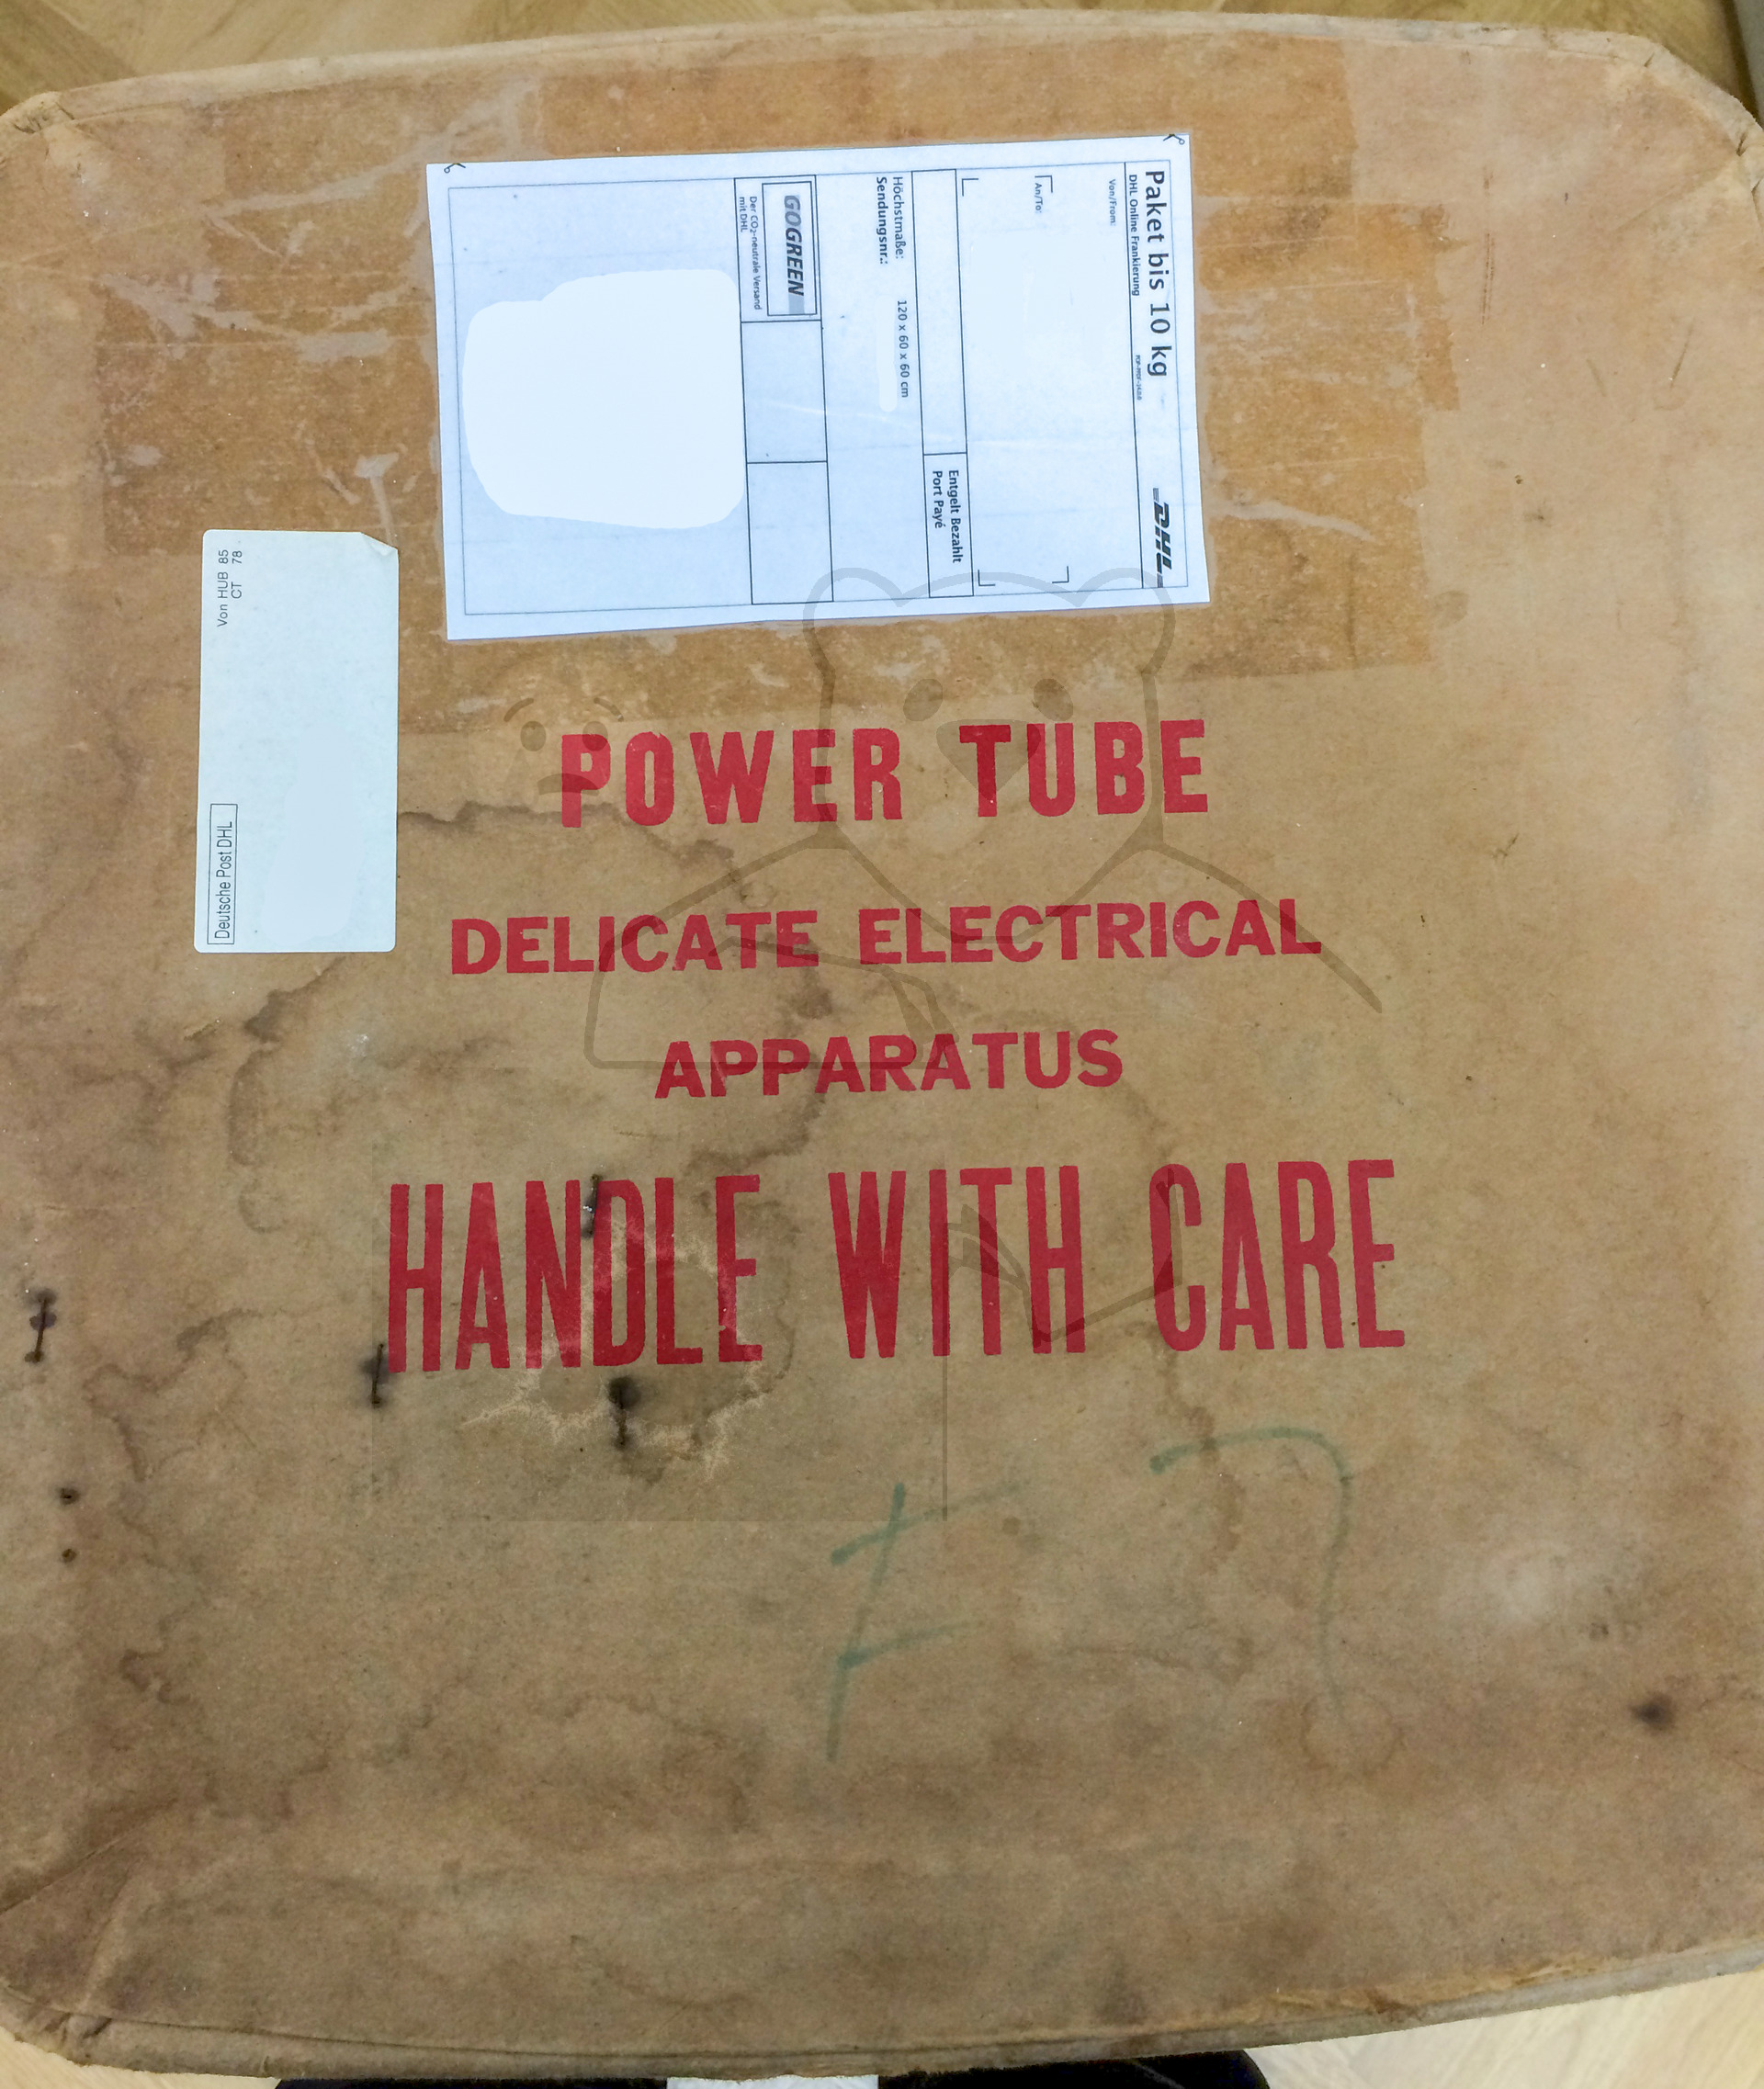 Paket bis 10 kg
DHL Online Frankierung
DHL
Von/From:
An/To:
Entgelt Bezahlt
Port Payé
Höchstmaße: 120 x 60 x 60 cm
Sendungsnr.:
GOGREEN
Der CO₂-neutrale Versand
mit DHL
Von HUB 85
CT 78
Deutsche Post DHL
POWER TUBE
DELICATE ELECTRICAL
APPARATUS
HANDLE WITH CARE